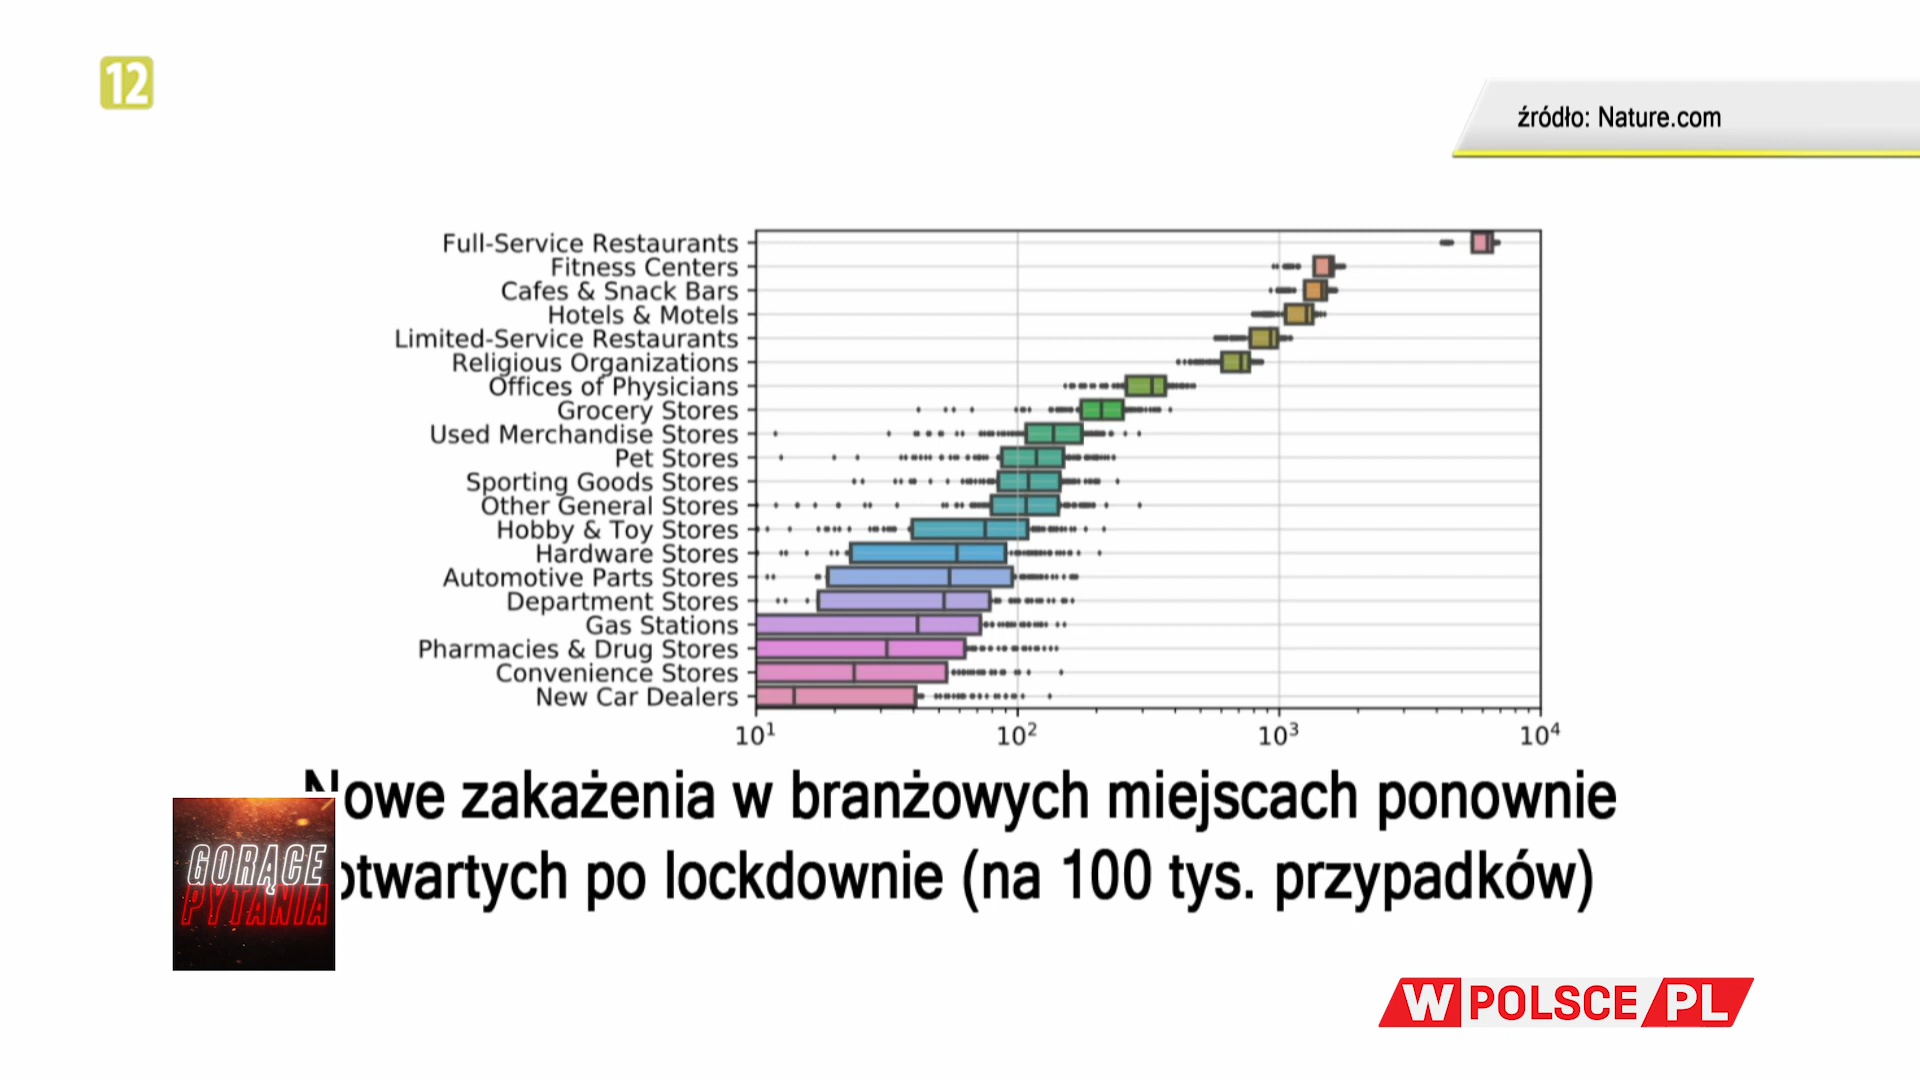 12
źródło: Nature.com
Full-Service Restaurants
Fitness Centers
Cafes & Snack Bars
Hotels & Motels
Limited-Service Restaurants
Religious Organizations
Offices of Physicians
Grocery Stores
Used Merchandise Stores
Pet Stores
Sporting Goods Stores
Other General Stores
Hobby & Toy Stores
Hardware Stores
Automotive Parts Stores
Department Stores
Gas Stations
Pharmacies & Drug Stores
Convenience Stores
New Car Dealers
10¹ 10² 10³ 10⁴
Nowe zakażenia w branżowych miejscach ponownie
otwartych po lockdownie (na 100 tys. przypadków)
GORĄCE
PYTANIA
W POLSCE PL